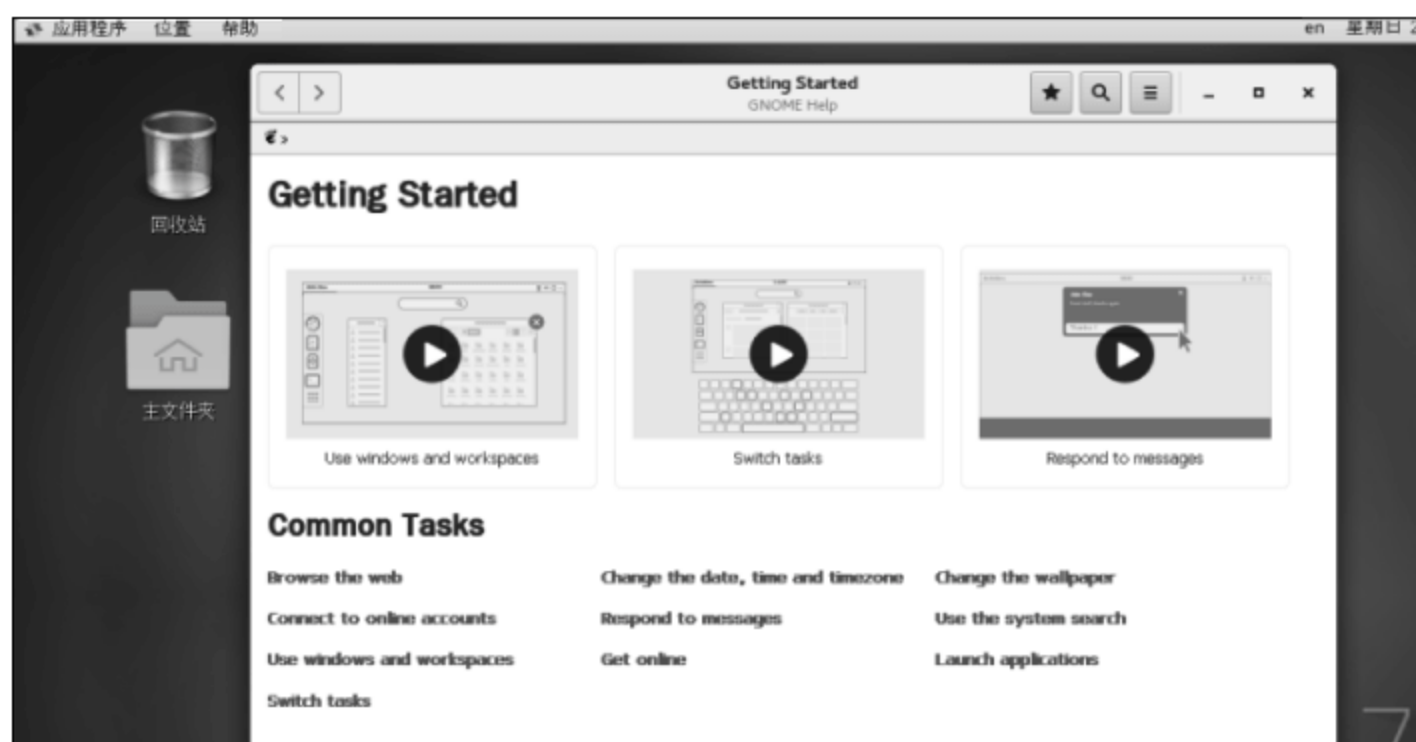 应用程序 位置 帮助 en 星期日 2
Getting Started
GNOME Help
回收站
主文件夹
Getting Started
Use windows and workspaces Switch tasks Respond to messages
Common Tasks
Browse the web Change the date, time and timezone Change the wallpaper
Connect to online accounts Respond to messages Use the system search
Use windows and workspaces Get online Launch applications
Switch tasks
7